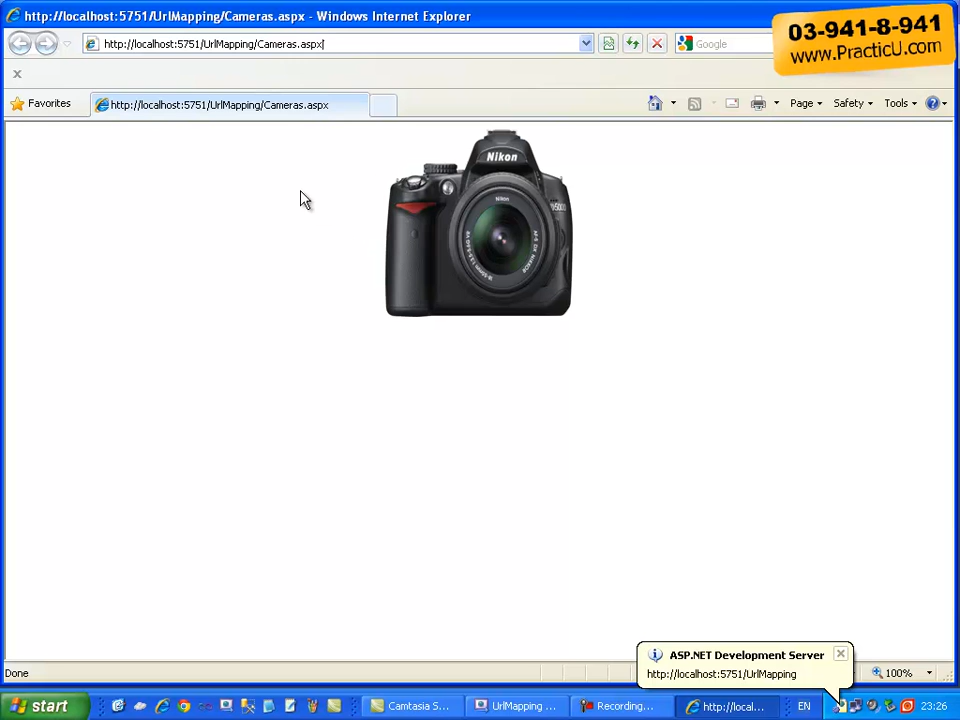 http://localhost:5751/UrlMapping/Cameras.aspx - Windows Internet Explorer
03-941-8-941
www.PracticU.com
http://localhost:5751/UrlMapping/Cameras.aspx
Google
x
Favorites
http://localhost:5751/UrlMapping/Cameras.aspx
Page
Safety
Tools
Nikon
Nikon
D5000
ASP.NET Development Server
http://localhost:5751/UrlMapping
Done
100%
start
Camtasia S...
UrlMapping ...
Recording...
http://local...
EN
23:26